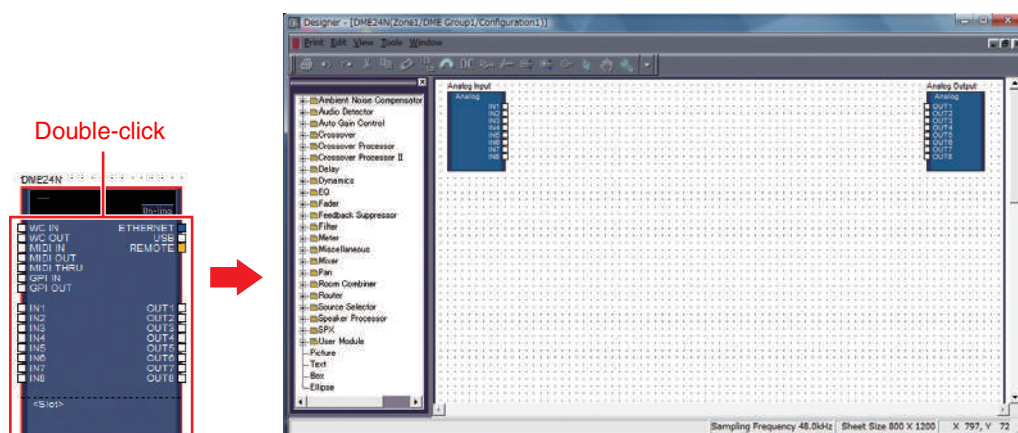 Double-click
DME24N
On-line
WC IN ETHERNET
WC OUT USB
MIDI IN REMOTE
MIDI OUT
MIDI THRU
GPI IN
GPI OUT
IN1 OUT1
IN2 OUT2
IN3 OUT3
IN4 OUT4
IN5 OUT5
IN6 OUT6
IN7 OUT7
IN8 OUT8
<Slot>
Designer - [DME24N(Zone1/DME Group1/Configuration1)]
Print Edit View Tools Window
Ambient Noise Compensator
Audio Detector
Auto Gain Control
Crossover
Crossover Processor
Crossover Processor II
Delay
Dynamics
EQ
Fader
Feedback Suppressor
Filter
Meter
Miscellaneous
Mixer
Pan
Room Combiner
Router
Source Selector
Speaker Processor
SPX
User Module
Picture
Text
Box
Ellipse
Analog Input
Analog
IN1
IN2
IN3
IN4
IN5
IN6
IN7
IN8
Analog Output
Analog
OUT1
OUT2
OUT3
OUT4
OUT5
OUT6
OUT7
OUT8
Sampling Frequency 48.0kHz Sheet Size 800 X 1200 X 797, Y 72